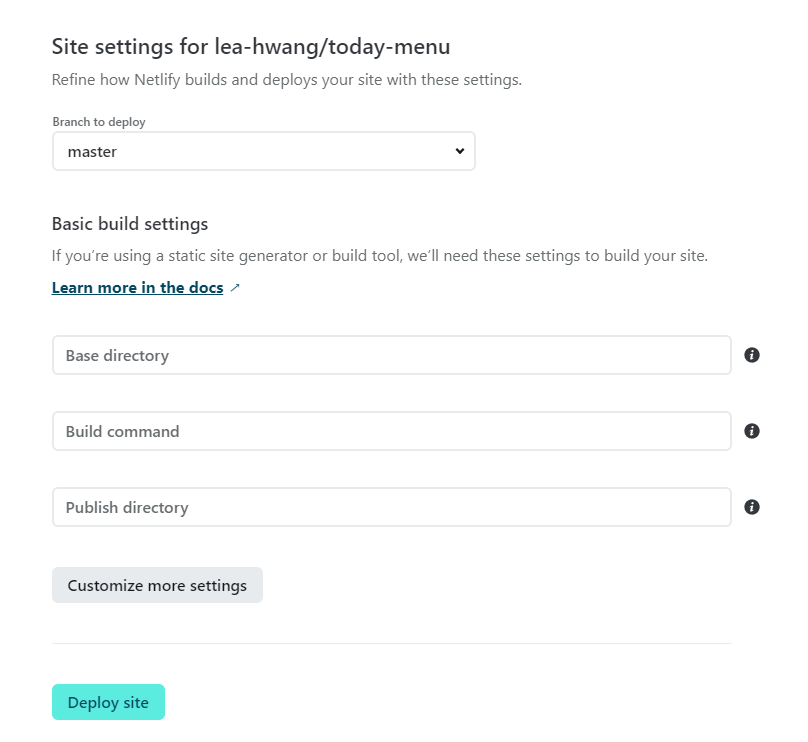 Site settings for lea-hwang/today-menu
Refine how Netlify builds and deploys your site with these settings.
Branch to deploy
master
Basic build settings
If you’re using a static site generator or build tool, we’ll need these settings to build your site.
Learn more in the docs ↗
Base directory
Build command
Publish directory
Customize more settings
Deploy site